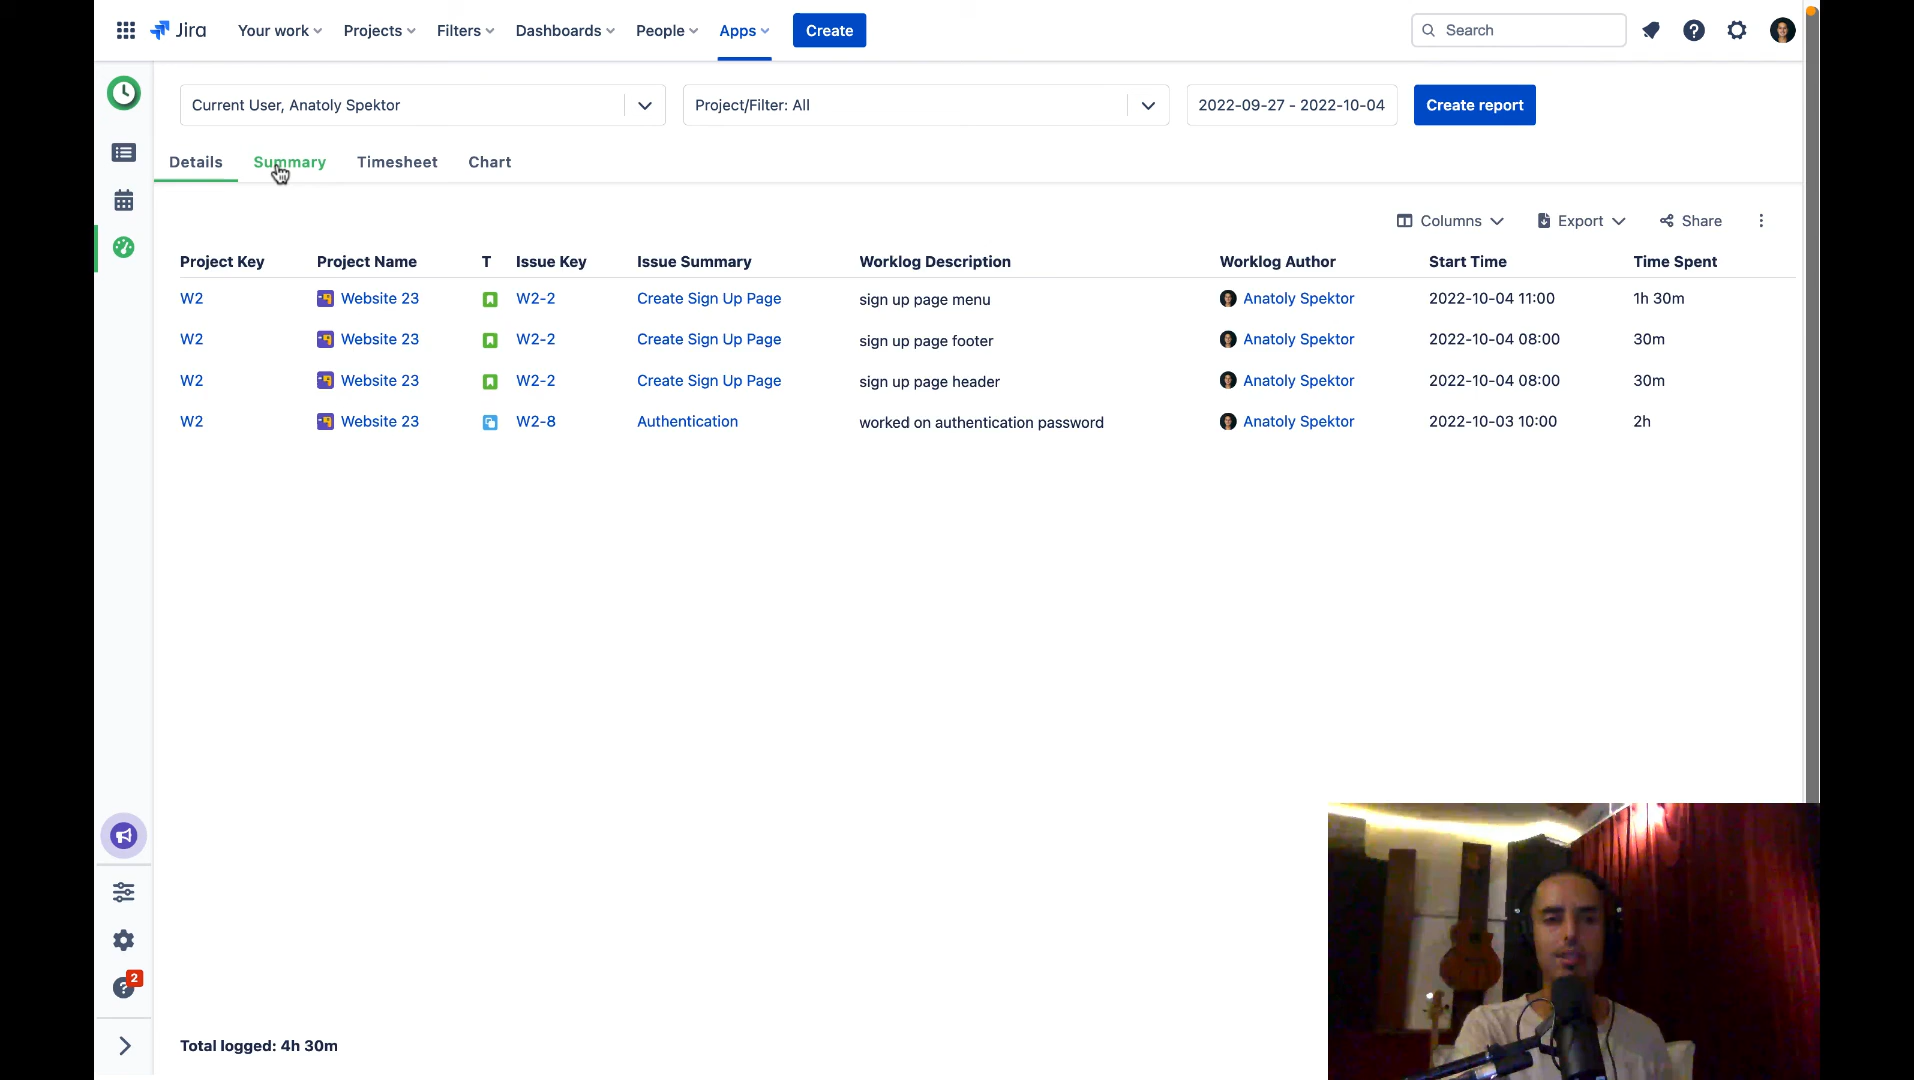 Jira Your work Projects Filters Dashboards People Apps Create Search
Current User, Anatoly Spektor Project/Filter: All 2022-09-27 - 2022-10-04 Create report
Details Summary Timesheet Chart
Columns Export Share
Project Key Project Name T Issue Key Issue Summary Worklog Description Worklog Author Start Time Time Spent
W2 Website 23 W2-2 Create Sign Up Page sign up page menu Anatoly Spektor 2022-10-04 11:00 1h 30m
W2 Website 23 W2-2 Create Sign Up Page sign up page footer Anatoly Spektor 2022-10-04 08:00 30m
W2 Website 23 W2-2 Create Sign Up Page sign up page header Anatoly Spektor 2022-10-04 08:00 30m
W2 Website 23 W2-8 Authentication worked on authentication password Anatoly Spektor 2022-10-03 10:00 2h
2
Total logged: 4h 30m